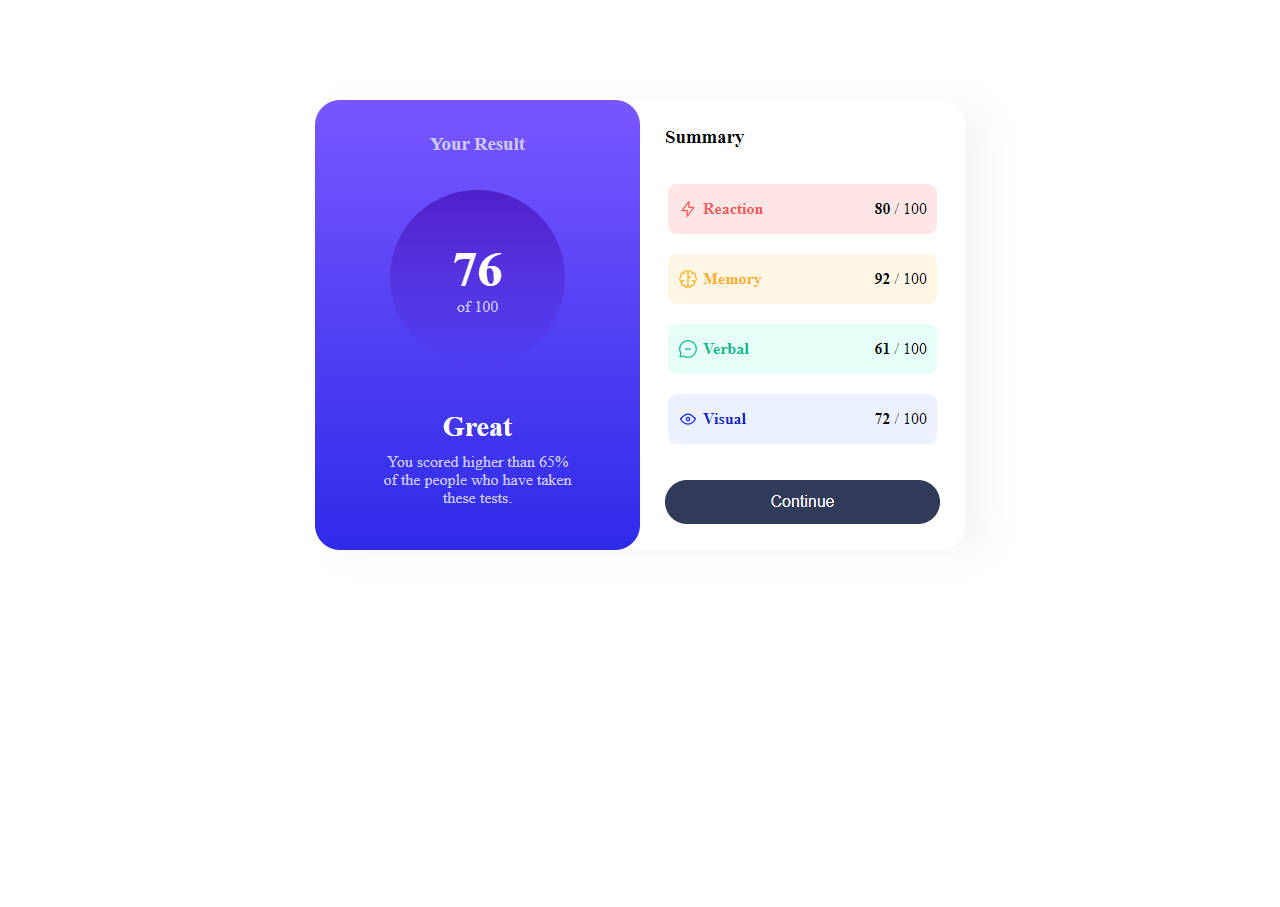 Your Result
76
of 100
Great
You scored higher than 65%
of the people who have taken
these tests.
Summary
Reaction 80 / 100
Memory 92 / 100
Verbal 61 / 100
Visual 72 / 100
Continue